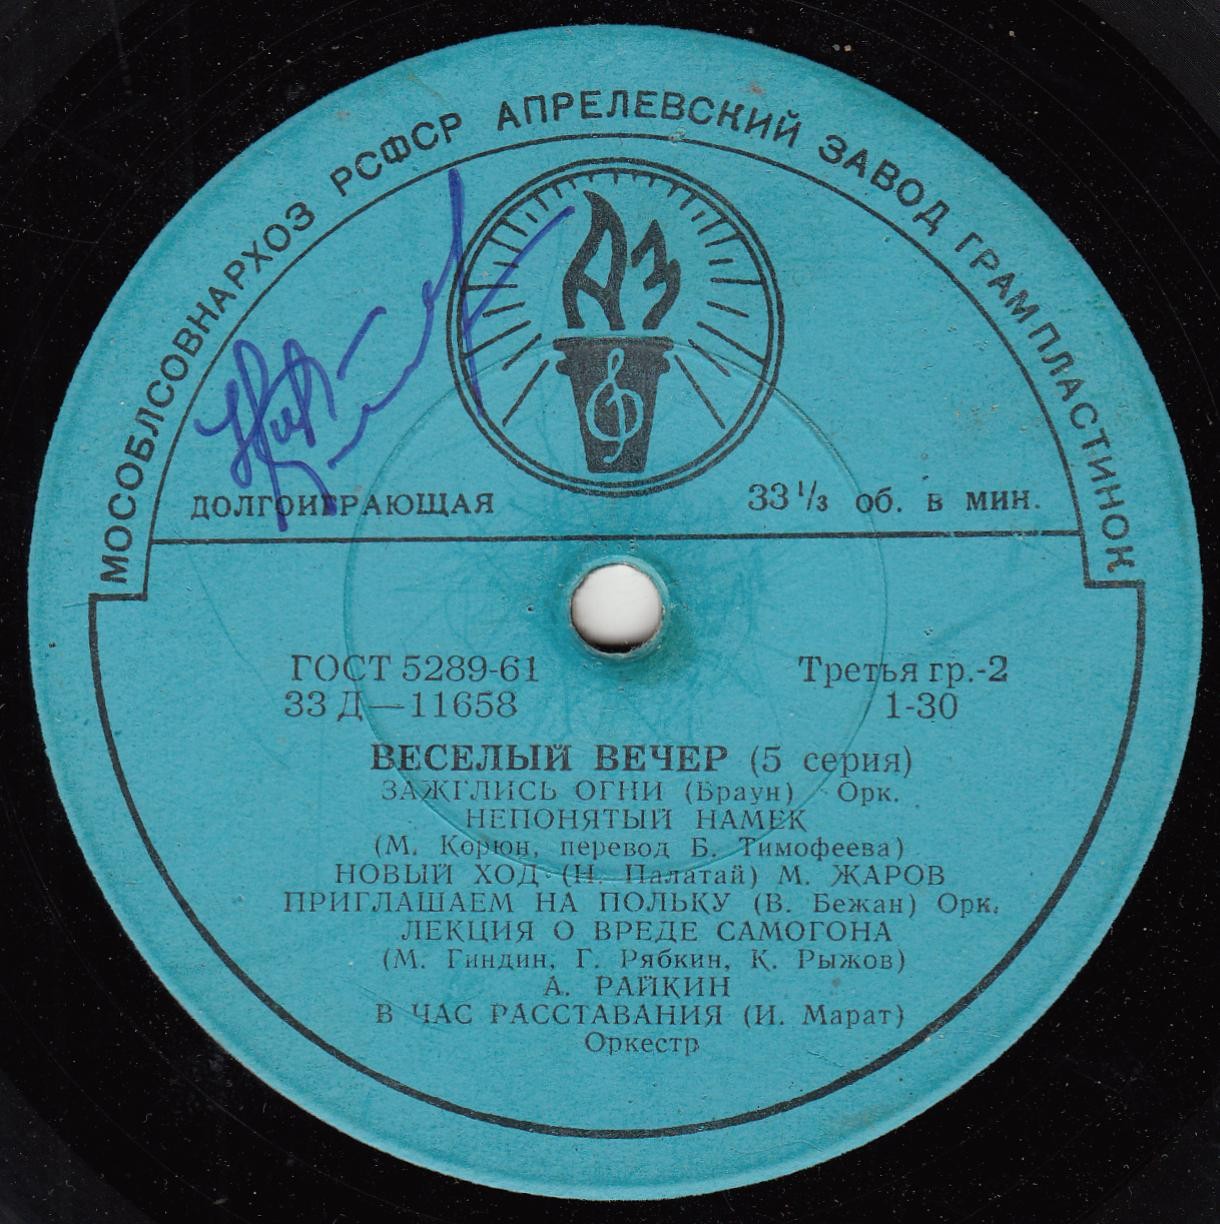 МОСОБЛСОВНАРХОЗ РСФСР АПРЕЛЕВСКИЙ ЗАВОД ГРАМПЛАСТИНОК
АЗ
ДОЛГОИГРАЮЩАЯ 33 1/3 об. в мин.
ГОСТ 5289-61 Третья гр.-2
33 Д—11658 1-30
ВЕСЕЛЫЙ ВЕЧЕР (5 серия)
ЗАЖГЛИСЬ ОГНИ (Браун) Орк.
НЕПОНЯТЫЙ НАМЕК
(М. Корюн, перевод Б. Тимофеева)
НОВЫЙ ХОД (Н. Палатай) М. ЖАРОВ
ПРИГЛАШАЕМ НА ПОЛЬКУ (В. Бежан) Орк.
ЛЕКЦИЯ О ВРЕДЕ САМОГОНА
(М. Гиндин, Г. Рябкин, К. Рыжов)
А. РАЙКИН
В ЧАС РАССТАВАНИЯ (И. Марат)
Оркестр